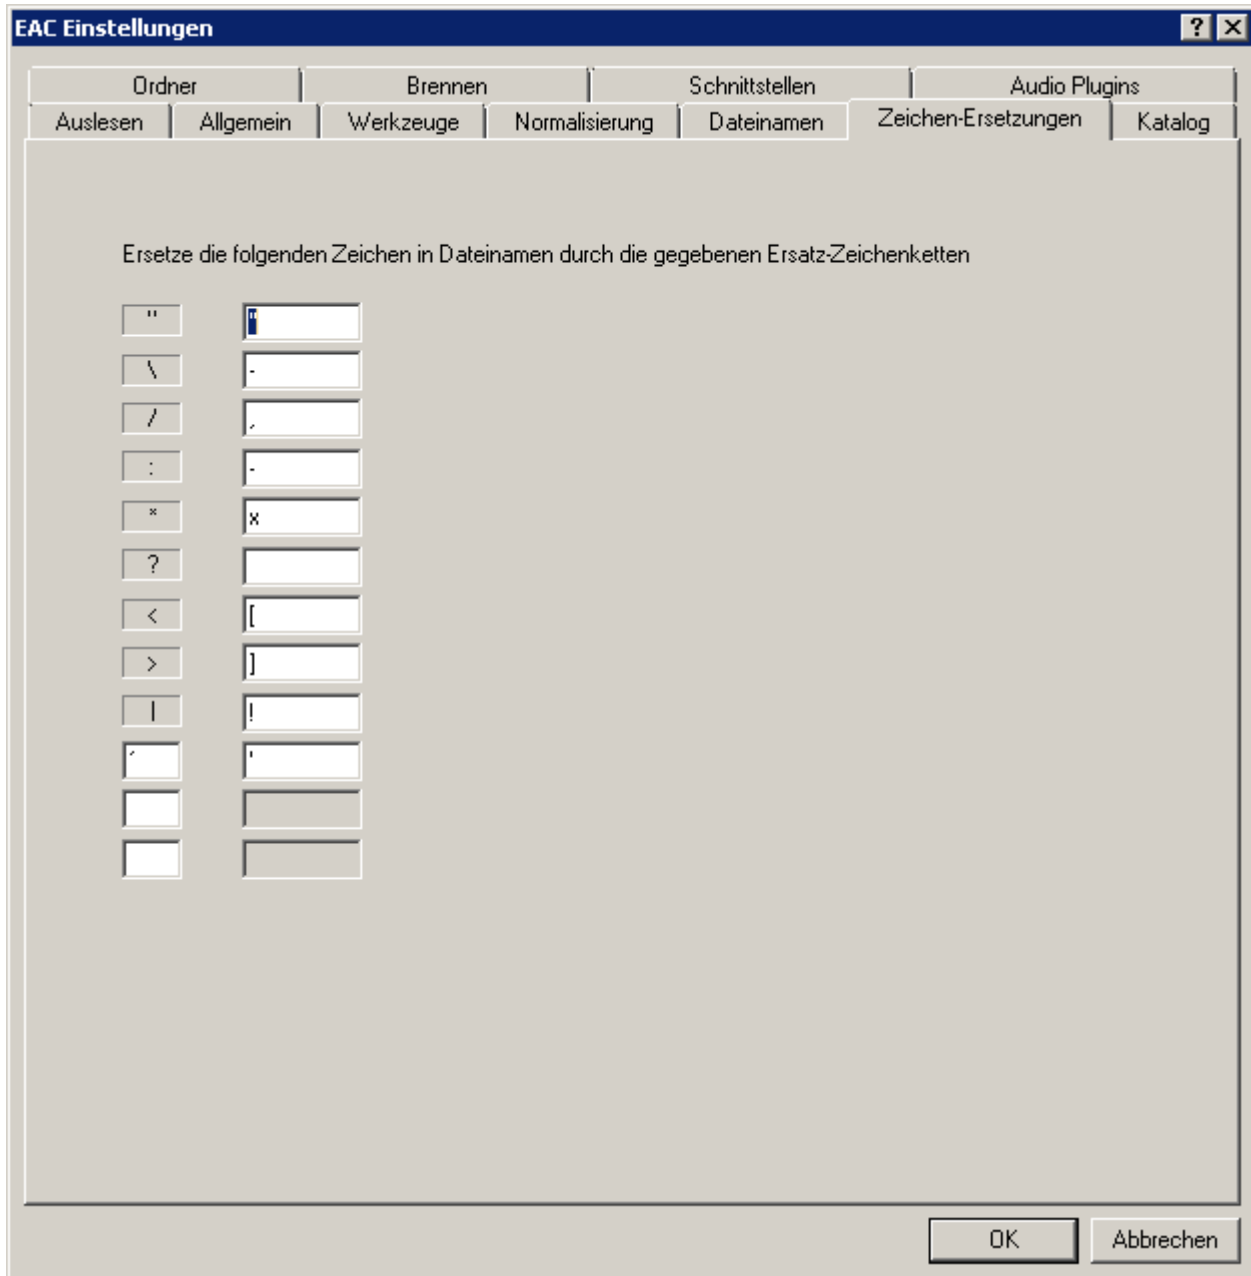 EAC Einstellungen
Ordner Brennen Schnittstellen Audio Plugins
Auslesen Allgemein Werkzeuge Normalisierung Dateinamen Zeichen-Ersetzungen Katalog
Ersetze die folgenden Zeichen in Dateinamen durch die gegebenen Ersatz-Zeichenketten
" "
\ -
/ ,
: -
* x
?
< [
> ]
| !
´ '
OK Abbrechen